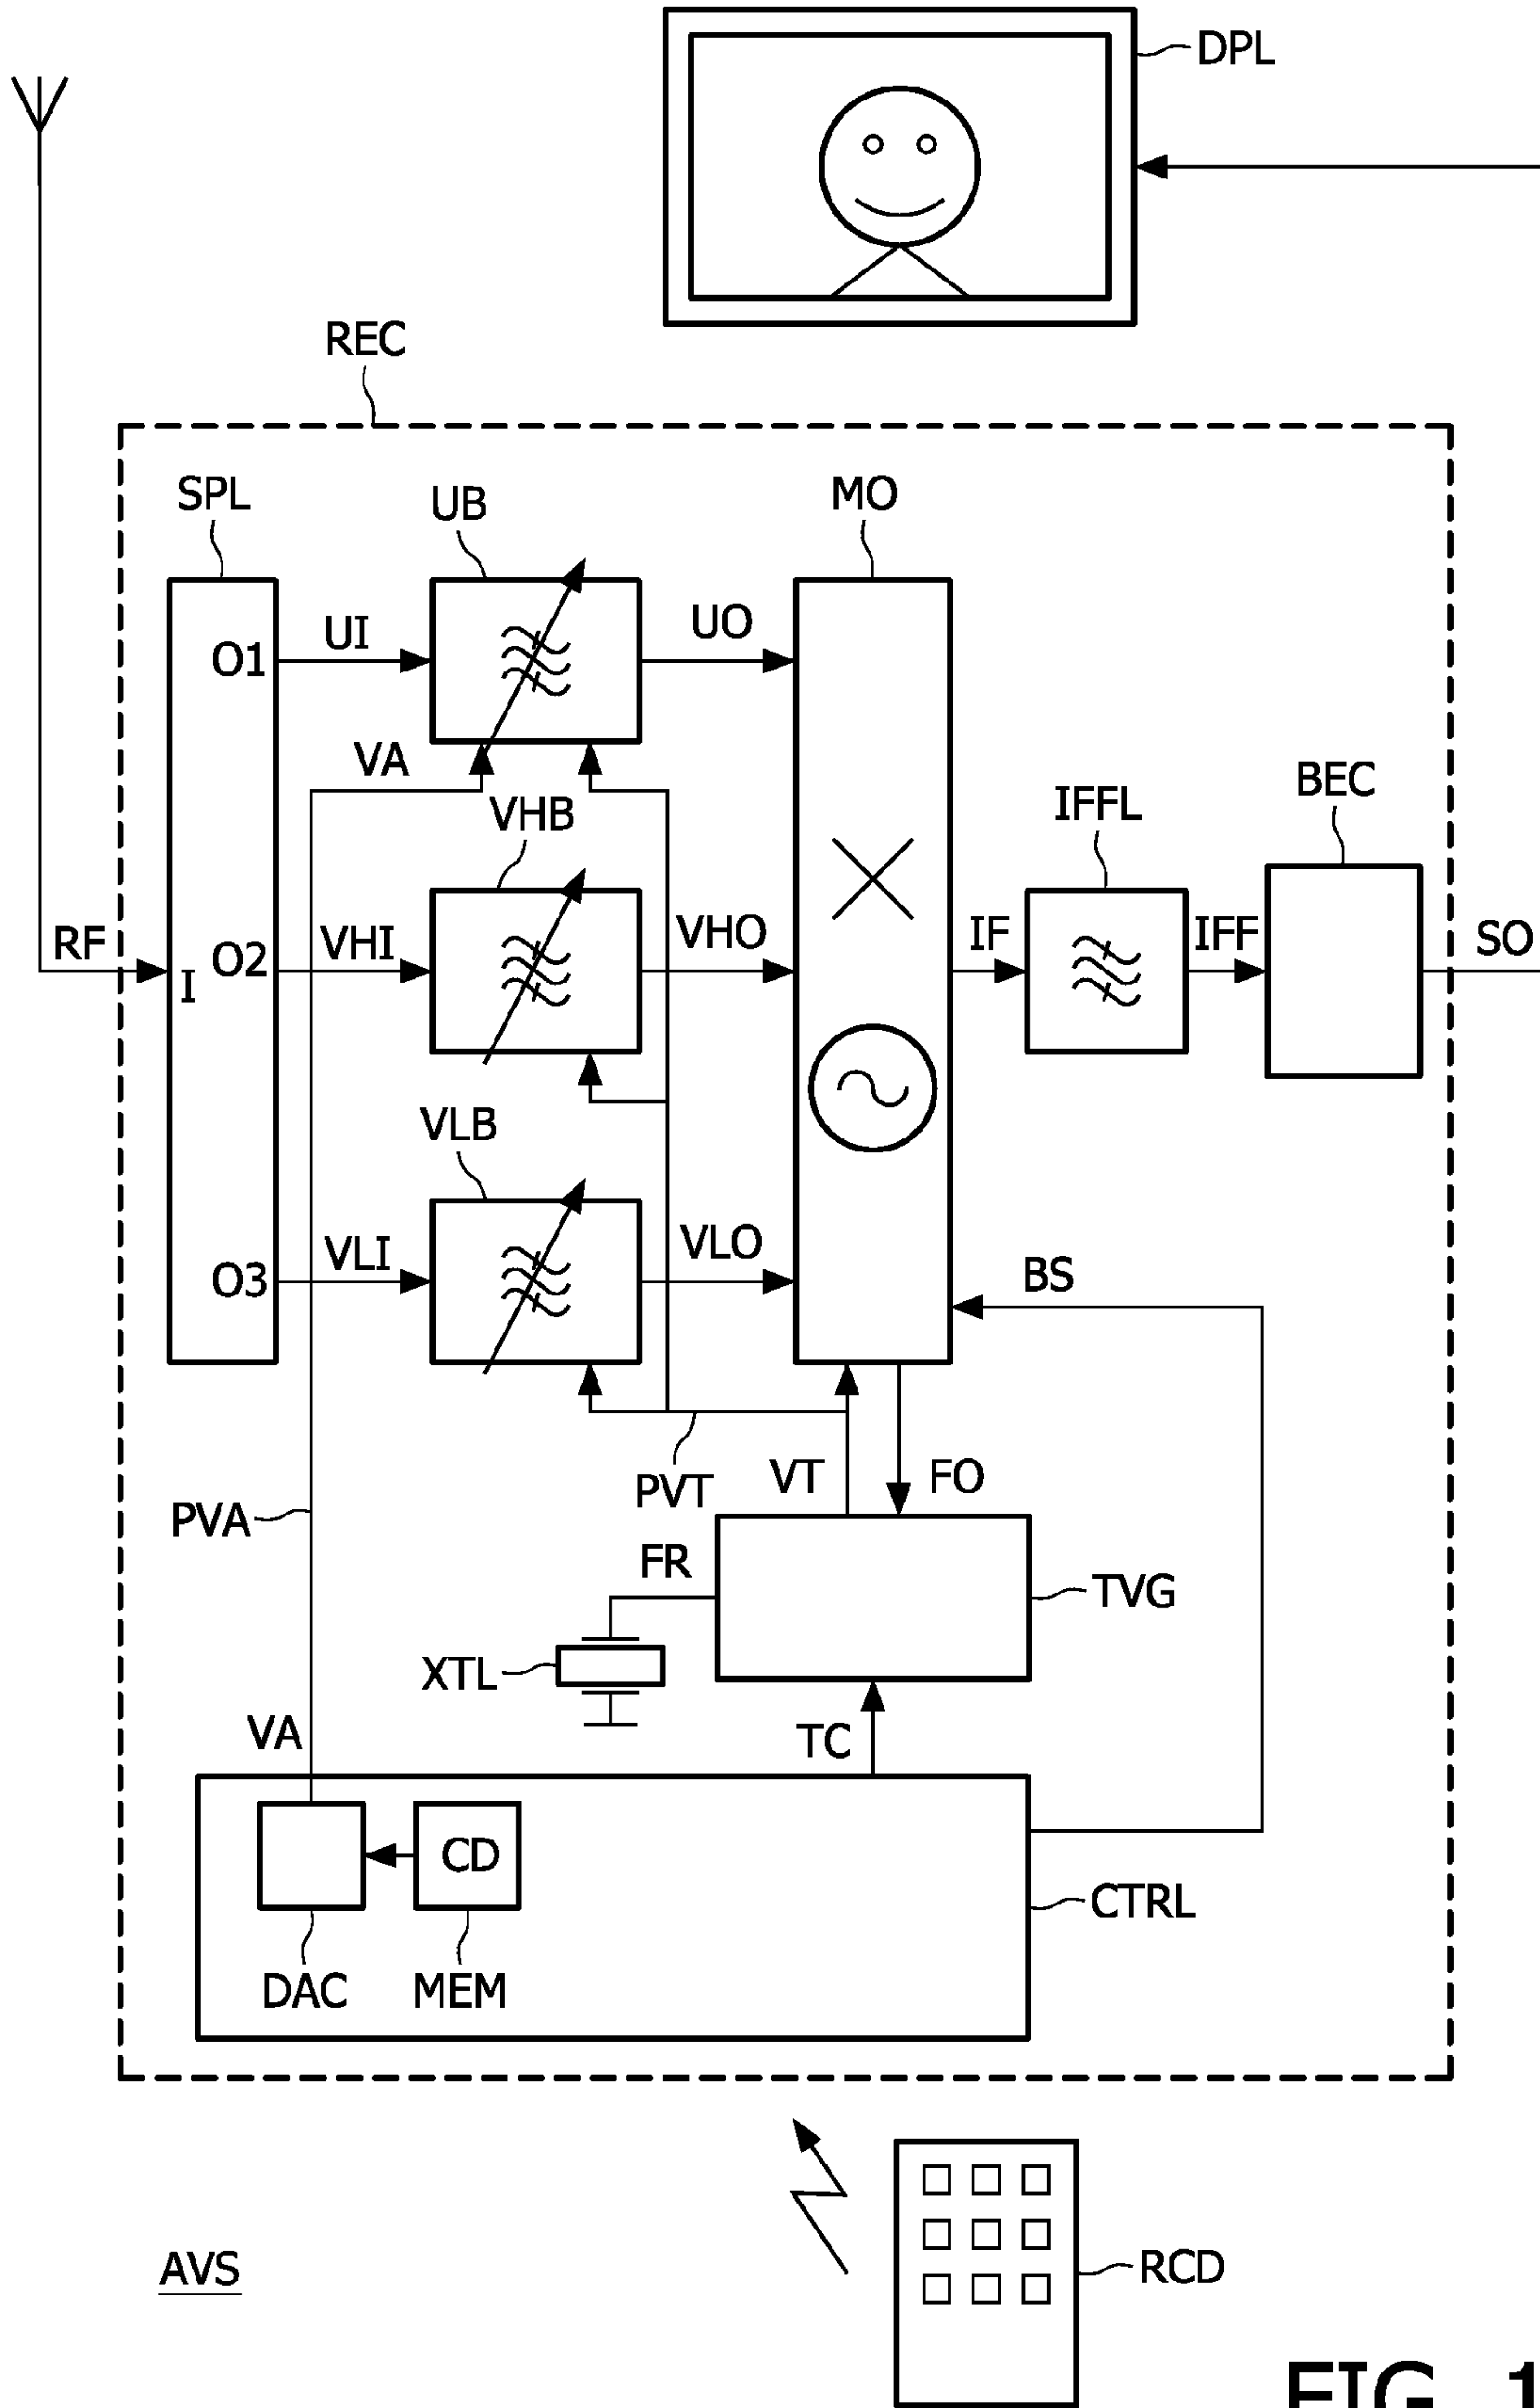 DPL
REC
SPL
UB
MO
UI
UO
O1
VA
VHB
IFFL
BEC
RF
I
O2
VHI
VHO
IF
IFF
SO
VLB
O3
VLI
VLO
BS
PVT
VT
FO
PVA
FR
TVG
XTL
VA
TC
CD
CTRL
DAC
MEM
AVS
RCD
FIG. 1